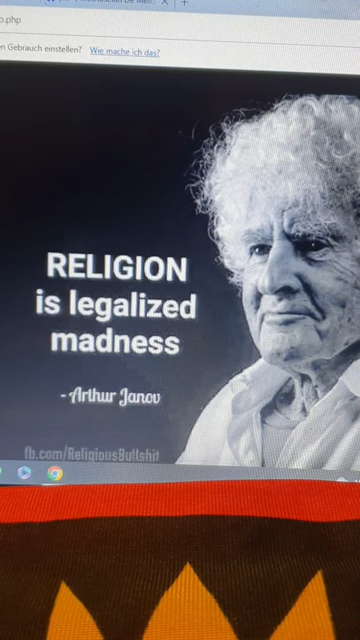 o.php
n Gebrauch einstellen? Wie mache ich das?
RELIGION
is legalized
madness
- Arthur Janov
fb.com/ReligiousBullshit